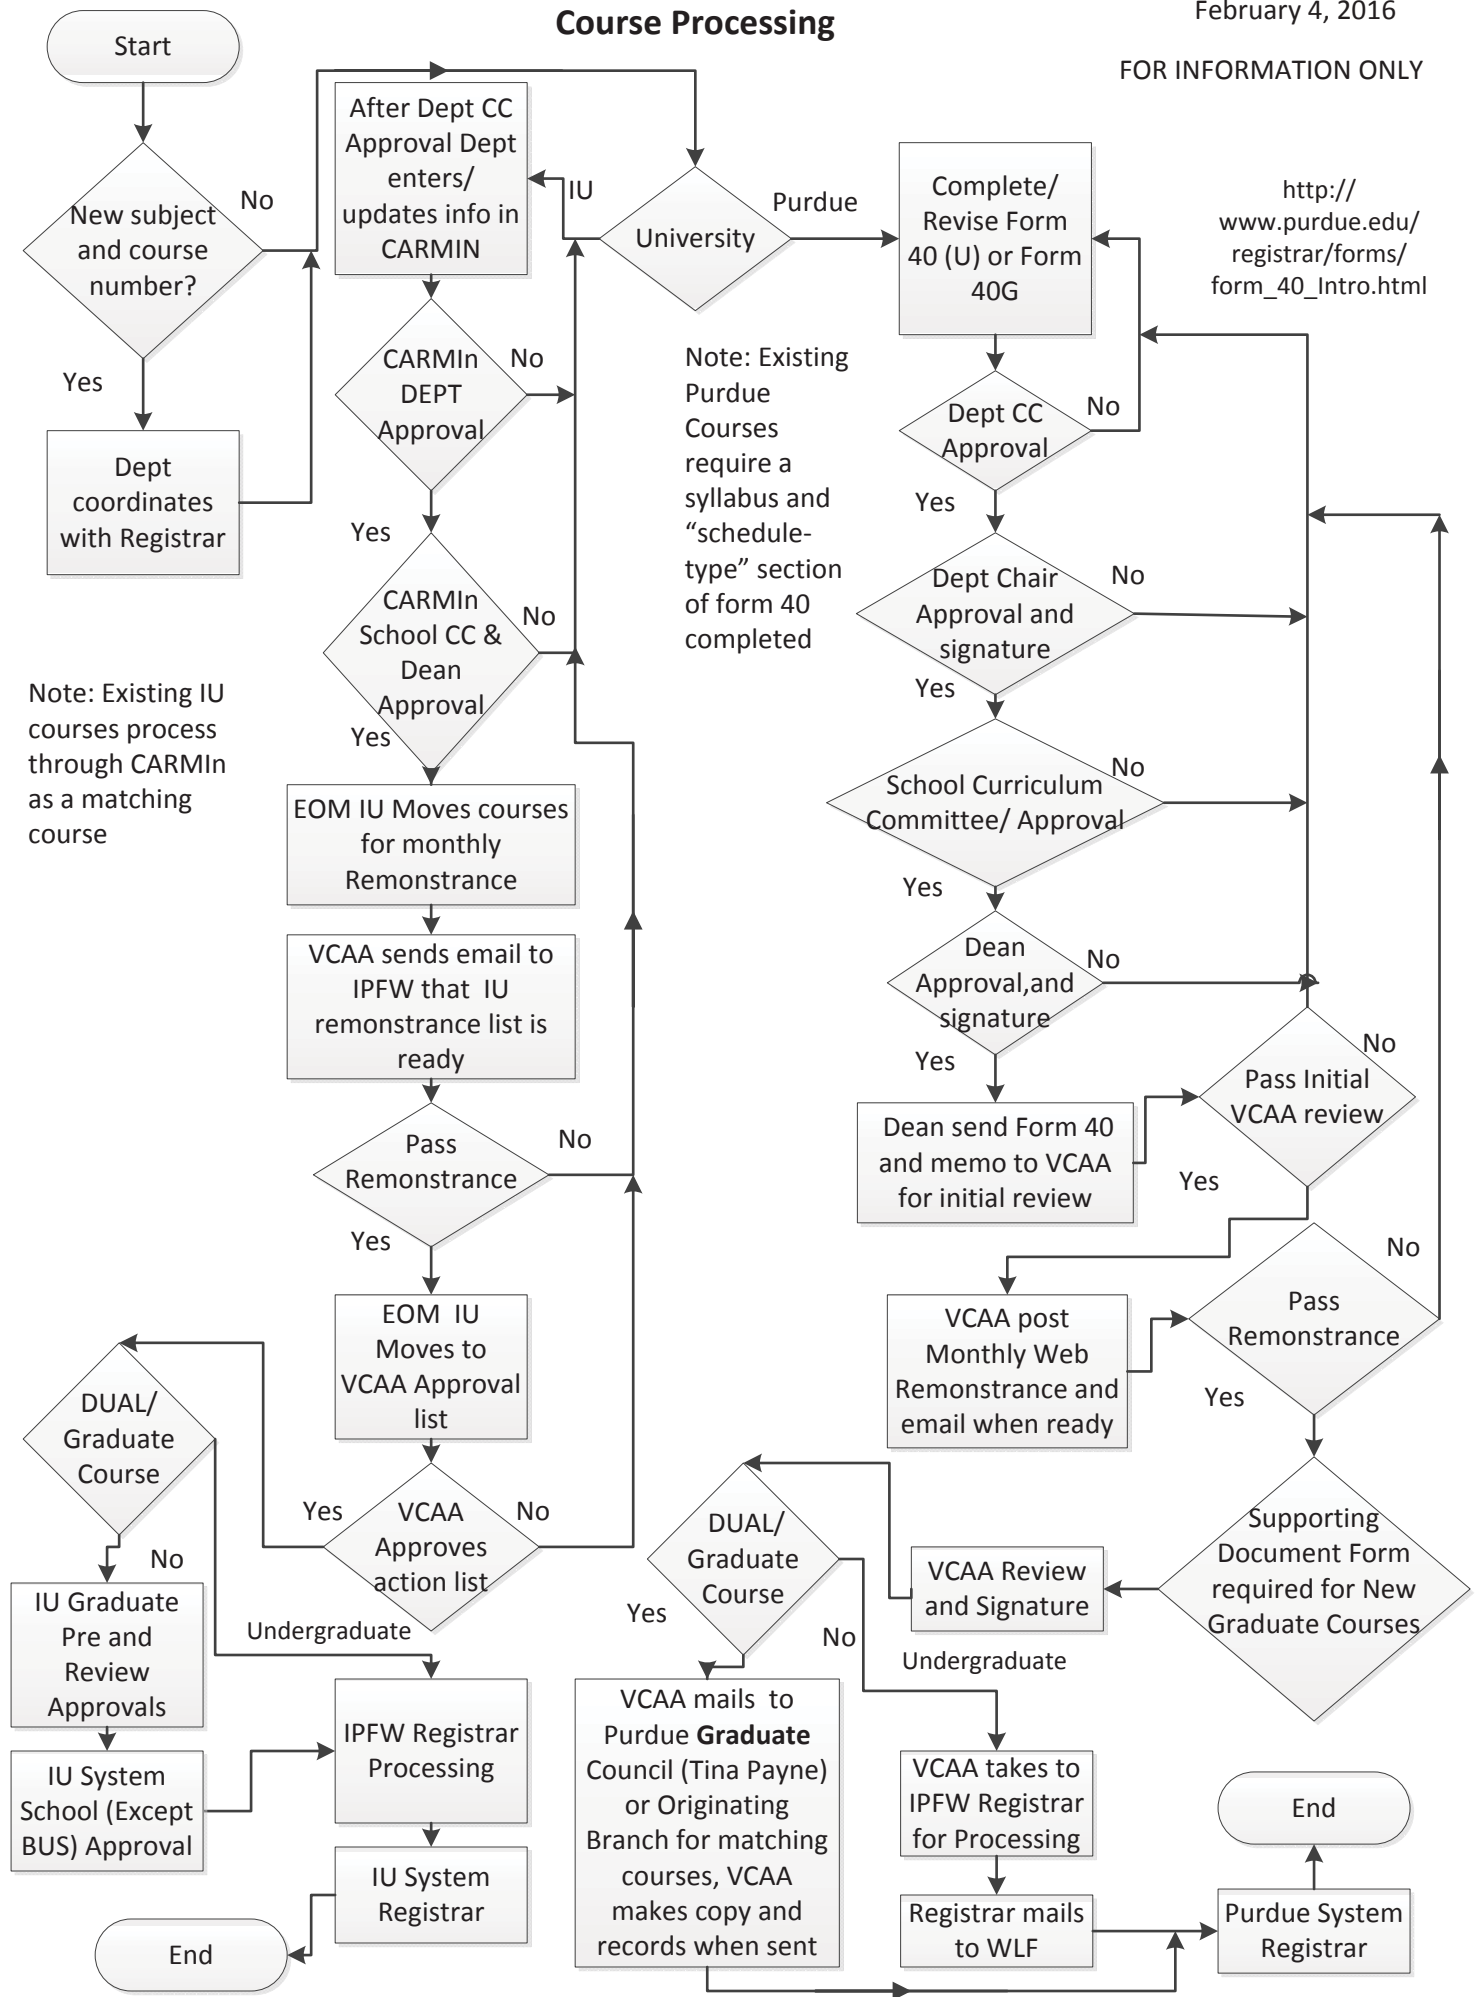 Course Processing
February 4, 2016
FOR INFORMATION ONLY
Start
New subject
and course
number?
No
Yes
Dept
coordinates
with Registrar
After Dept CC
Approval Dept
enters/
updates info in
CARMIN
IU
University
Purdue
Complete/
Revise Form
40 (U) or Form
40G
http://
www.purdue.edu/
registrar/forms/
form_40_Intro.html
CARMIn
DEPT
Approval
No
Yes
Note: Existing
Purdue
Courses
require a
syllabus and
“schedule-
type” section
of form 40
completed
Dept CC
Approval
No
Yes
CARMIn
School CC &
Dean
Approval
No
Yes
Dept Chair
Approval and
signature
No
Yes
Note: Existing IU
courses process
through CARMIn
as a matching
course
School Curriculum
Committee/ Approval
No
Yes
EOM IU Moves courses
for monthly
Remonstrance
VCAA sends email to
IPFW that  IU
remonstrance list is
ready
Dean
Approval,and
signature
No
Yes
Pass Initial
VCAA review
No
Yes
Dean send Form 40
and memo to VCAA
for initial review
Pass
Remonstrance
No
Yes
VCAA post
Monthly Web
Remonstrance and
email when ready
Pass
Remonstrance
No
Yes
EOM  IU
Moves to
VCAA Approval
list
DUAL/
Graduate
Course
No
Undergraduate
VCAA
Approves
action list
Yes
No
Supporting
Document Form
required for New
Graduate Courses
VCAA Review
and Signature
DUAL/
Graduate
Course
Yes
No
Undergraduate
IU Graduate
Pre and
Review
Approvals
IU System
School (Except
BUS) Approval
IPFW Registrar
Processing
IU System
Registrar
End
VCAA mails  to
Purdue Graduate
Council (Tina Payne)
or Originating
Branch for matching
courses, VCAA
makes copy and
records when sent
VCAA takes to
IPFW Registrar
for Processing
Registrar mails
to WLF
Purdue System
Registrar
End